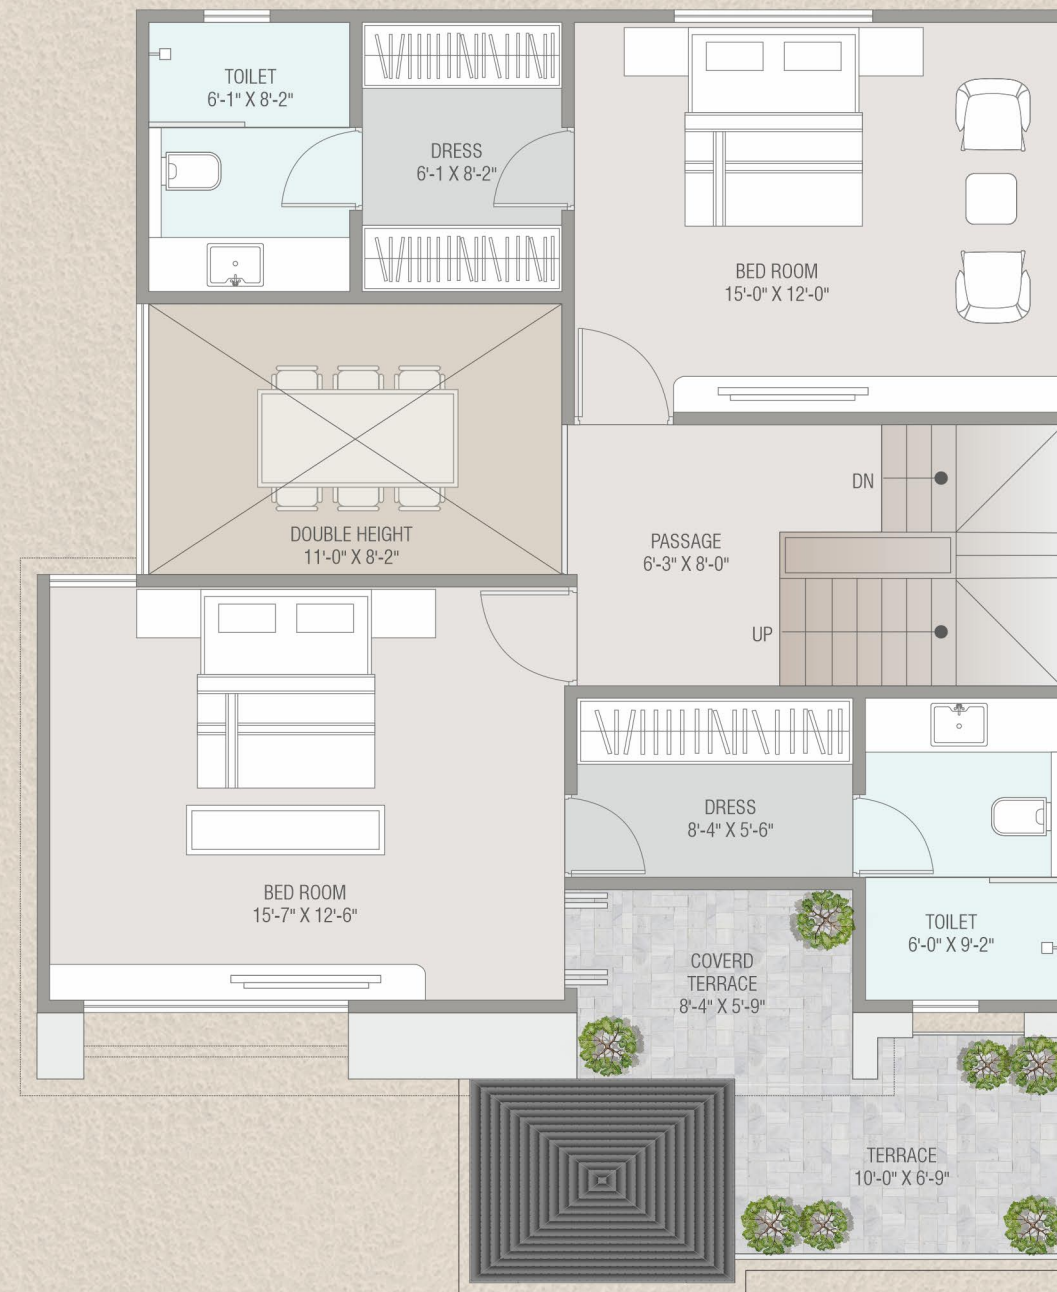 TOILET
6'-1" X 8'-2"
DRESS
6'-1 X 8'-2"
BED ROOM
15'-0" X 12'-0"
DOUBLE HEIGHT
11'-0" X 8'-2"
PASSAGE
6'-3" X 8'-0"
DN
UP
DRESS
8'-4" X 5'-6"
BED ROOM
15'-7" X 12'-6"
TOILET
6'-0" X 9'-2"
COVERD
TERRACE
8'-4" X 5'-9"
TERRACE
10'-0" X 6'-9"